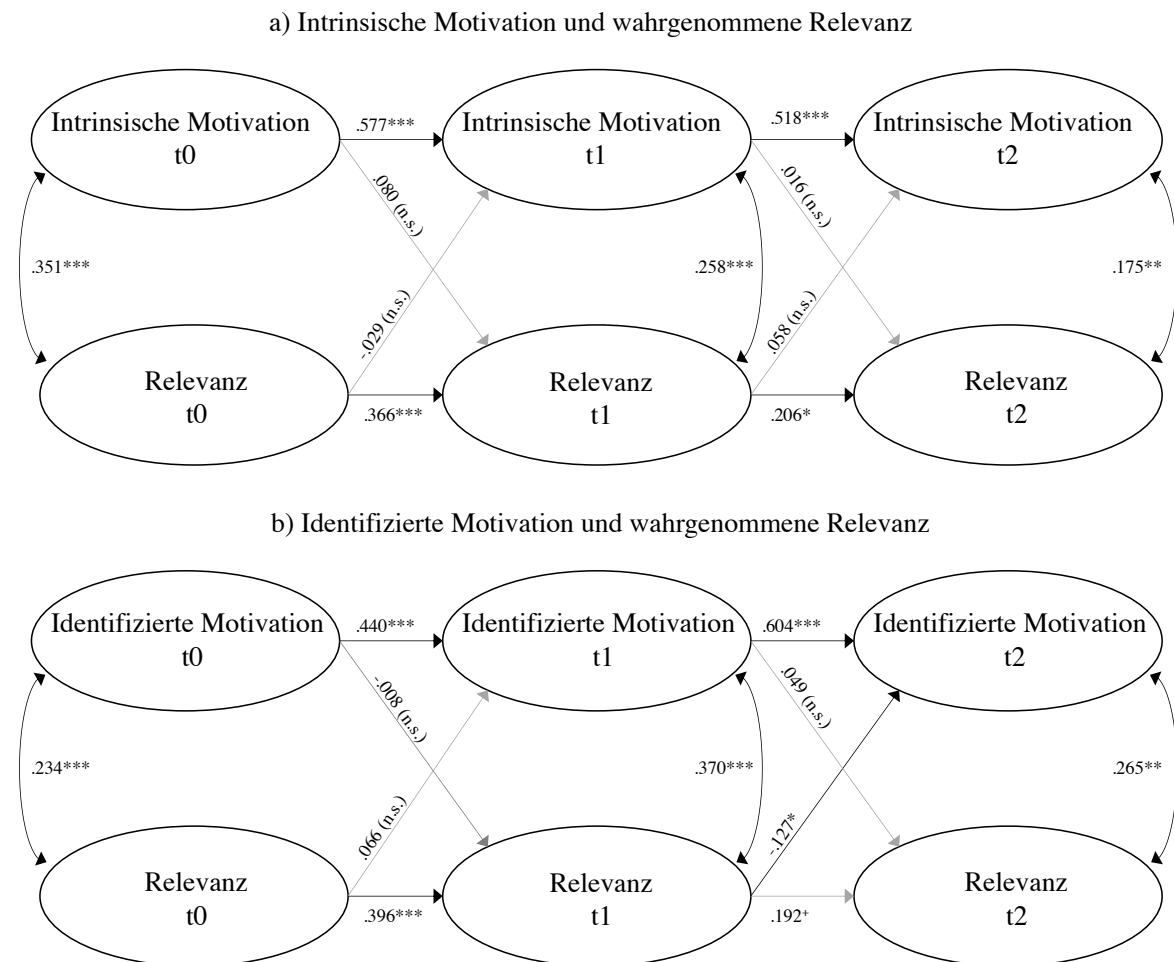 a) Intrinsische Motivation und wahrgenommene Relevanz
Intrinsische Motivation
t0
.577***
Intrinsische Motivation
t1
.518***
Intrinsische Motivation
t2
.080 (n.s.)
.016 (n.s.)
.351***
.258***
.175**
-.029 (n.s.)
.058 (n.s.)
Relevanz
t0
.366***
Relevanz
t1
.206*
Relevanz
t2
b) Identifizierte Motivation und wahrgenommene Relevanz
Identifizierte Motivation
t0
.440***
Identifizierte Motivation
t1
.604***
Identifizierte Motivation
t2
-.008 (n.s.)
.049 (n.s.)
.234***
.370***
.265**
.066 (n.s.)
-.127*
Relevanz
t0
.396***
Relevanz
t1
.192⁺
Relevanz
t2